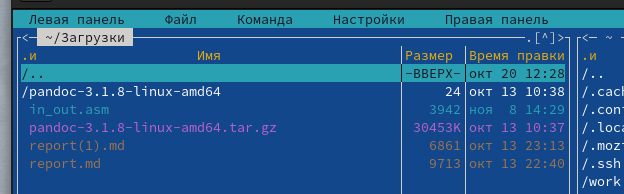 Левая панель Файл Команда Настройки Правая панель
<— ~/Загрузки .[^]> <— ~
.и Имя Размер Время правки .и
/.. -ВВЕРХ- окт 20 12:28 /..
/pandoc-3.1.8-linux-amd64 24 окт 13 10:38 /.cach
in_out.asm 3942 ноя 8 14:29 /.con
pandoc-3.1.8-linux-amd64.tar.gz 30453K окт 13 10:37 /.loca
report(1).md 6861 окт 13 23:13 /.moz
report.md 9713 окт 13 22:40 /.ssh
/work